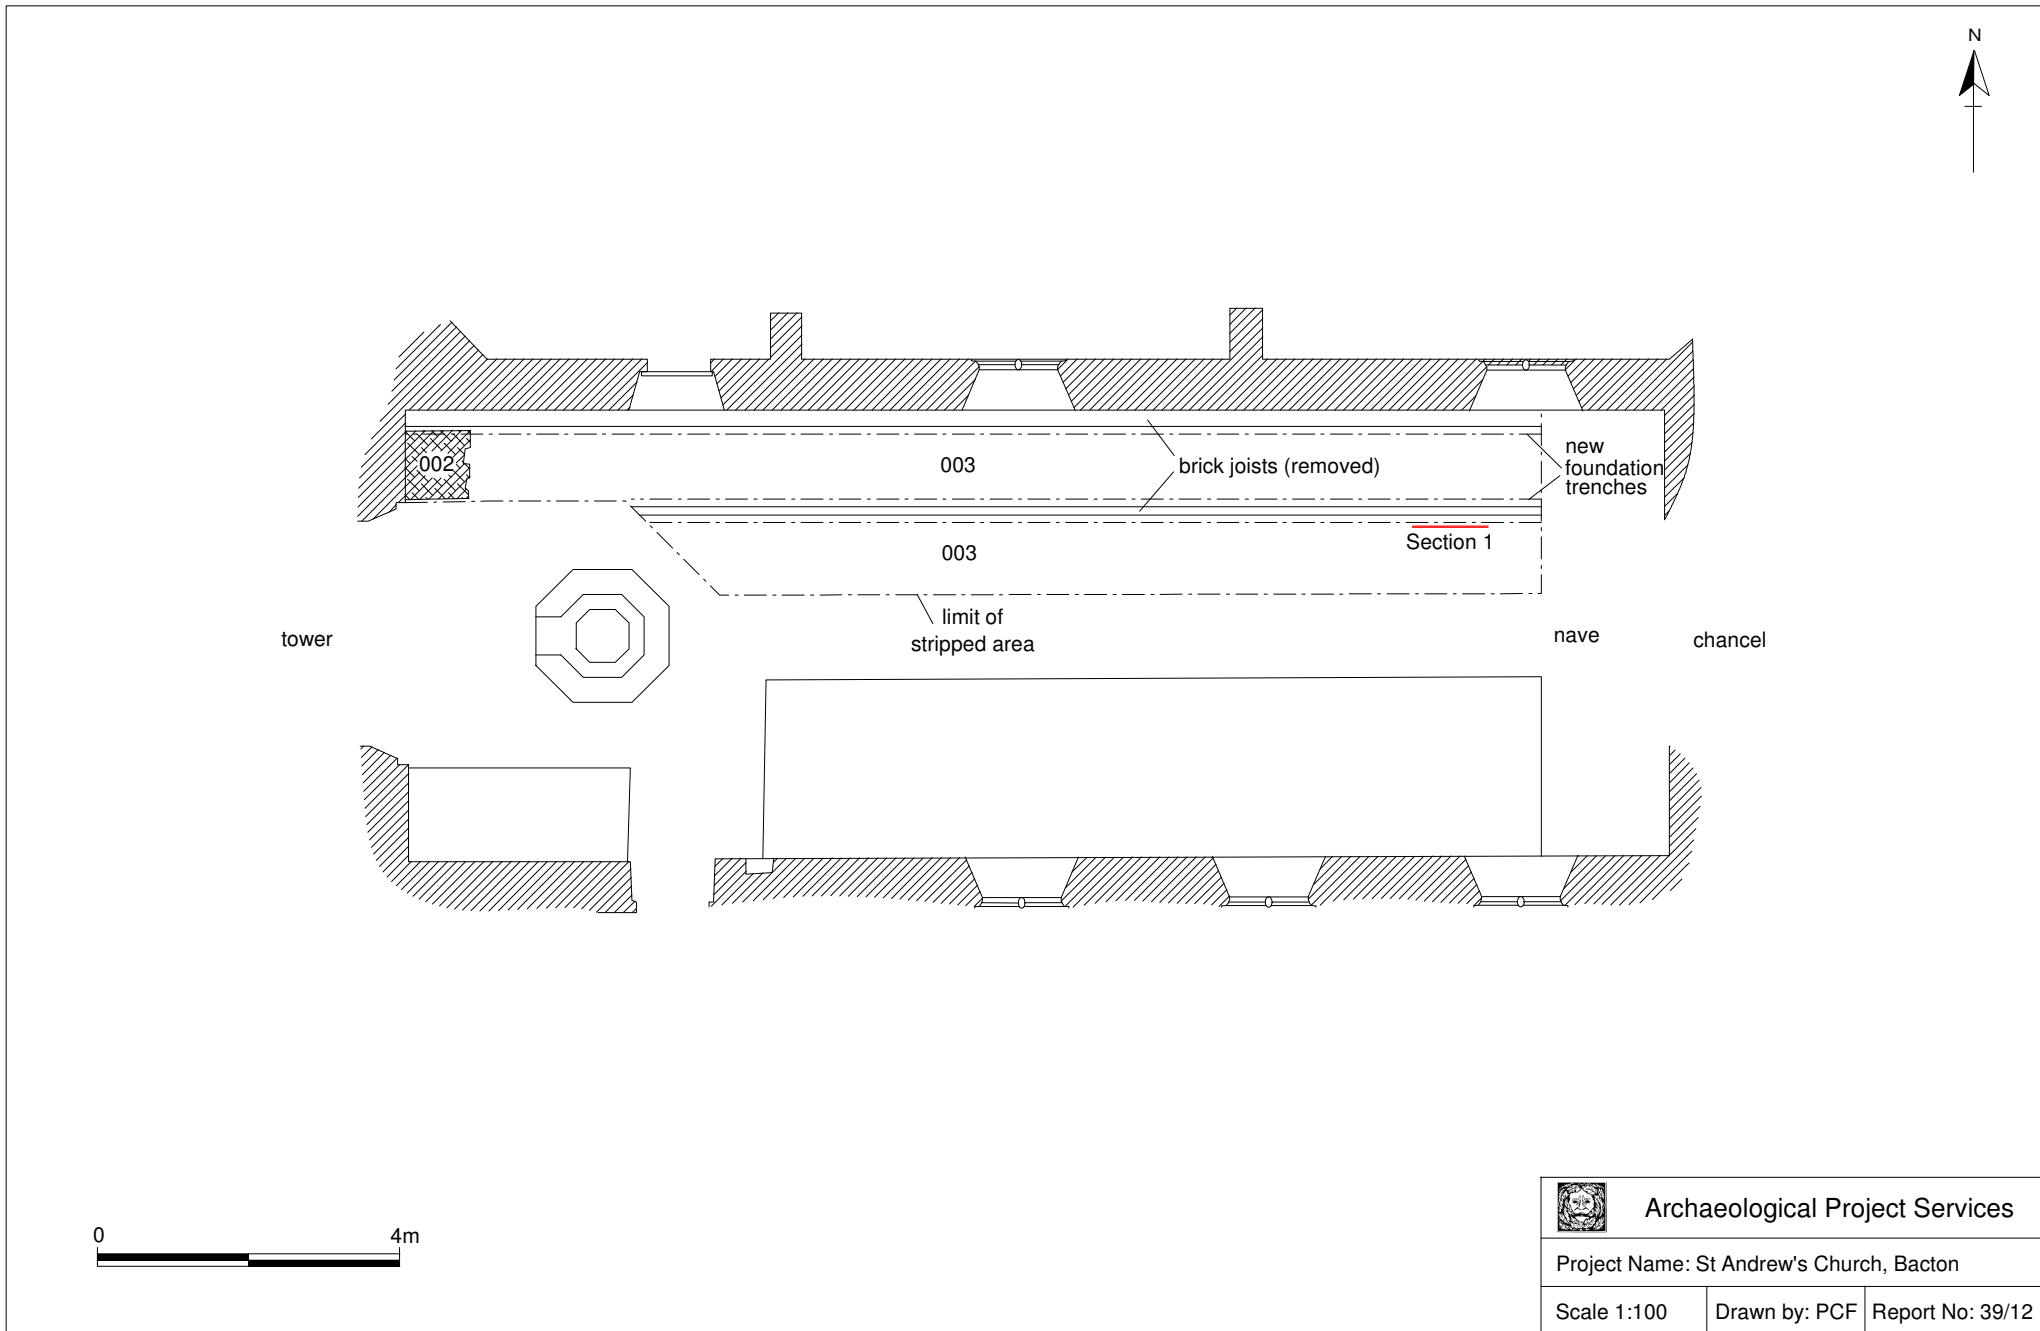 N
002
003
brick joists (removed)
new
foundation
trenches
003
Section 1
limit of
stripped area
tower
nave
chancel
0
4m
Archaeological Project Services
Project Name: St Andrew's Church, Bacton
Scale 1:100
Drawn by: PCF
Report No: 39/12